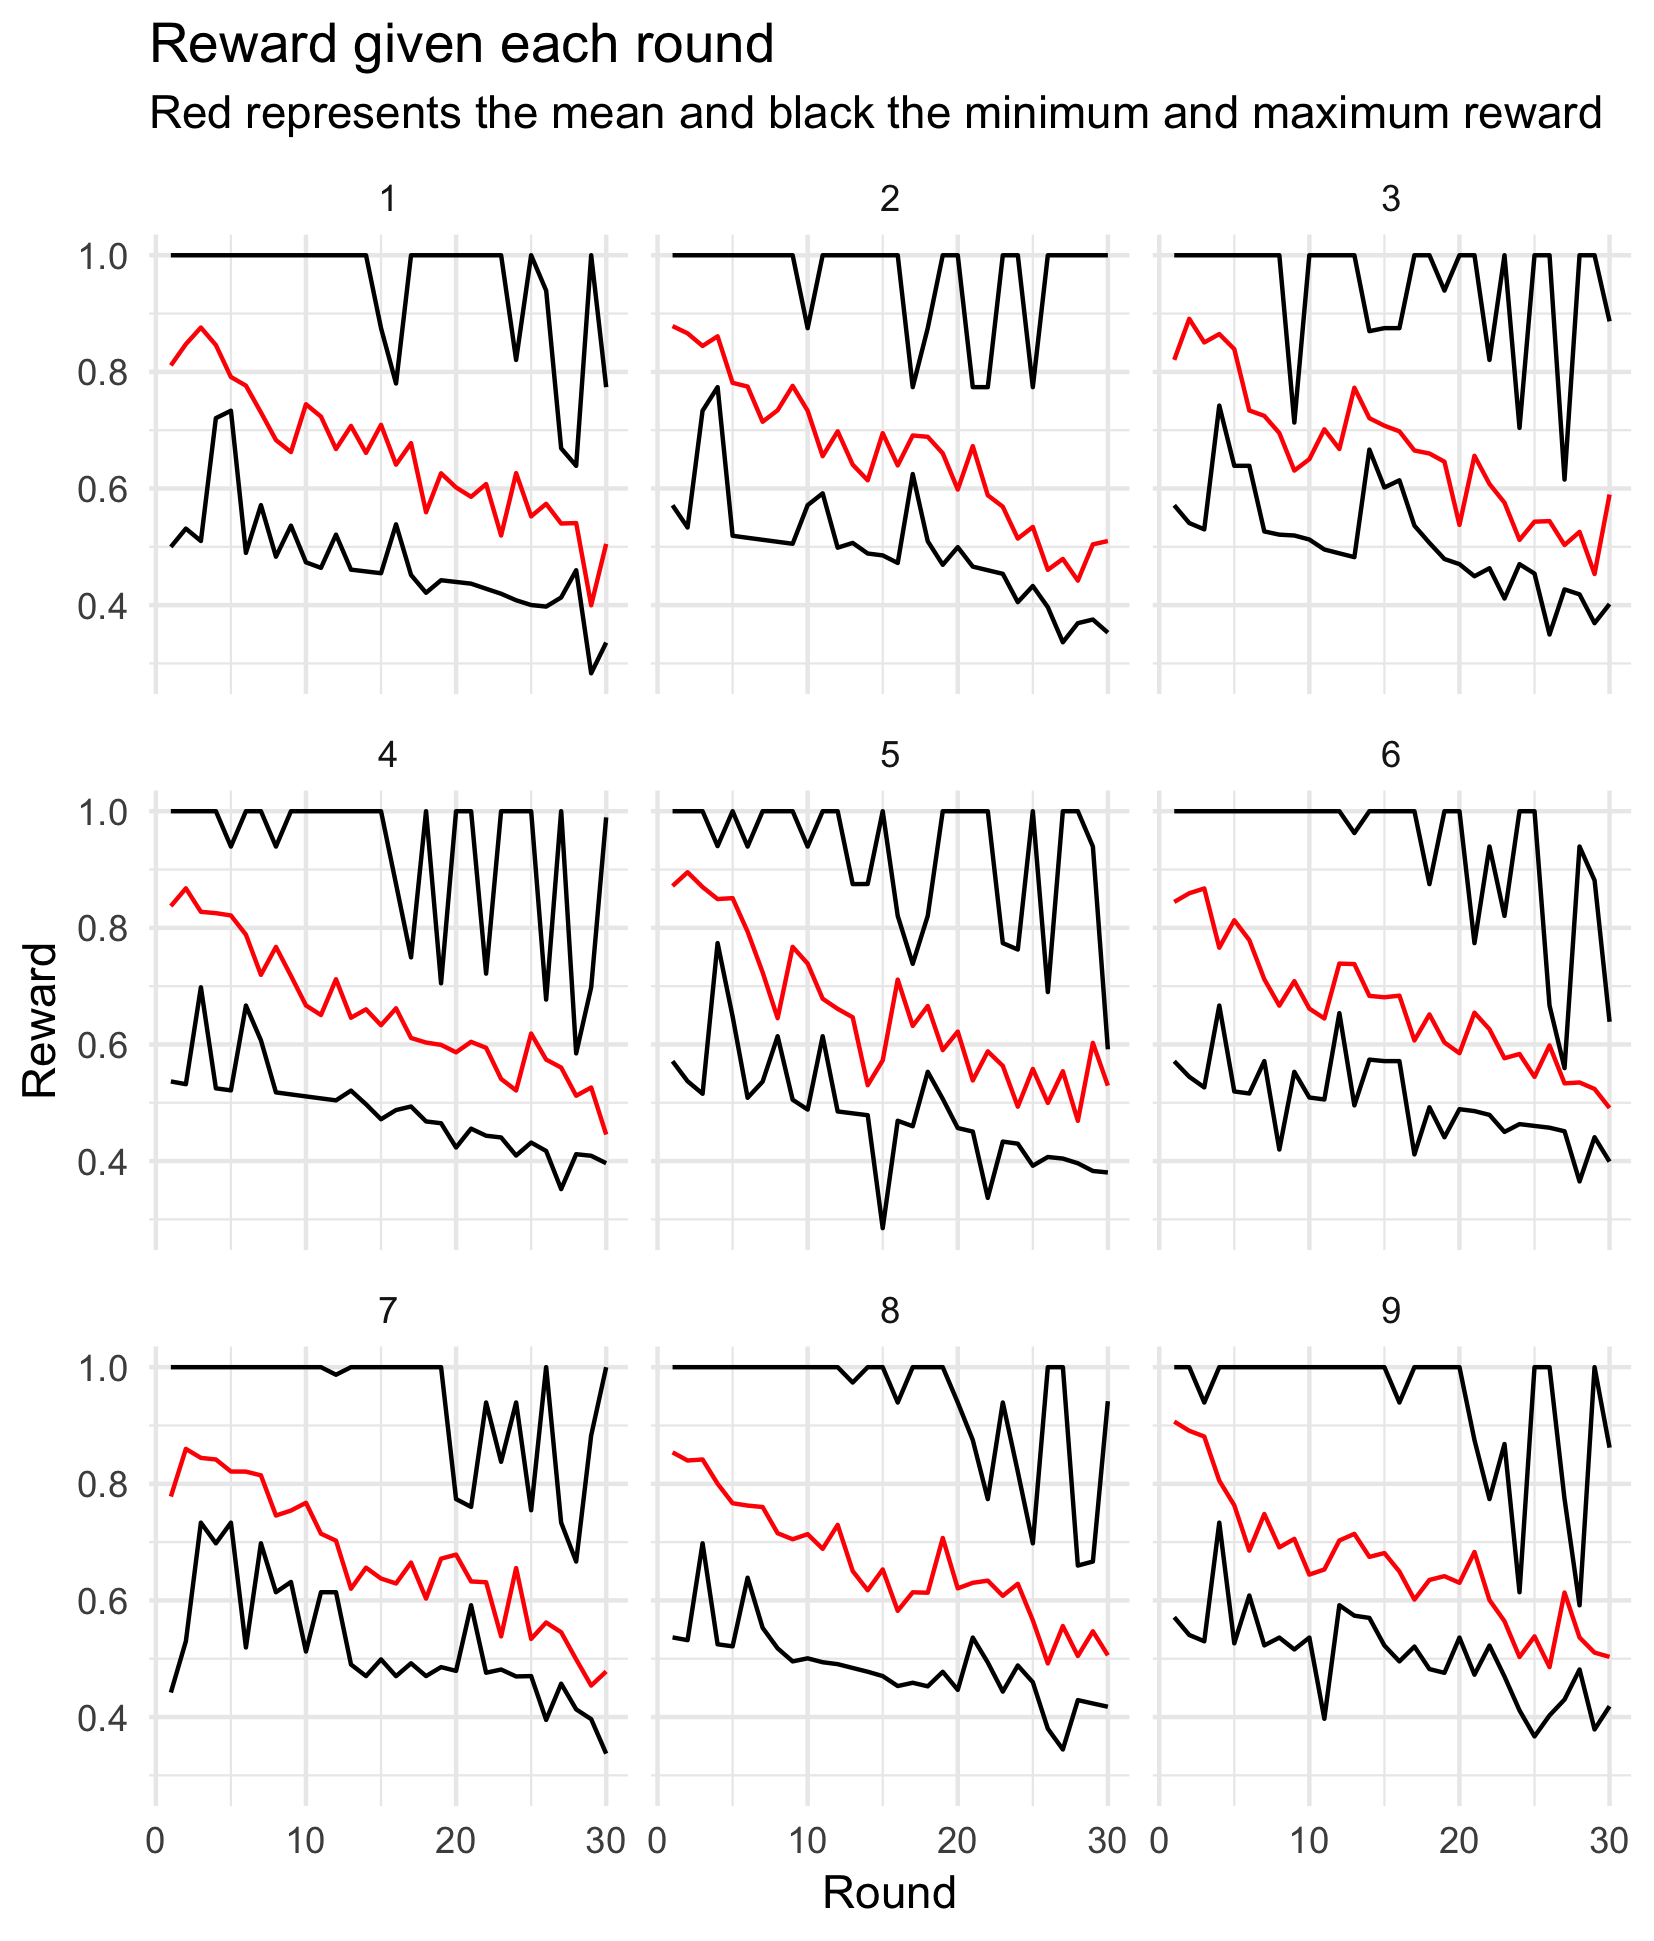 Reward given each round
Red represents the mean and black the minimum and maximum reward
1 2 3
1.0
0.8
0.6
0.4
4 5 6
1.0
0.8
0.6
0.4
Reward
7 8 9
1.0
0.8
0.6
0.4
0 10 20 30 0 10 20 30 0 10 20 30
Round